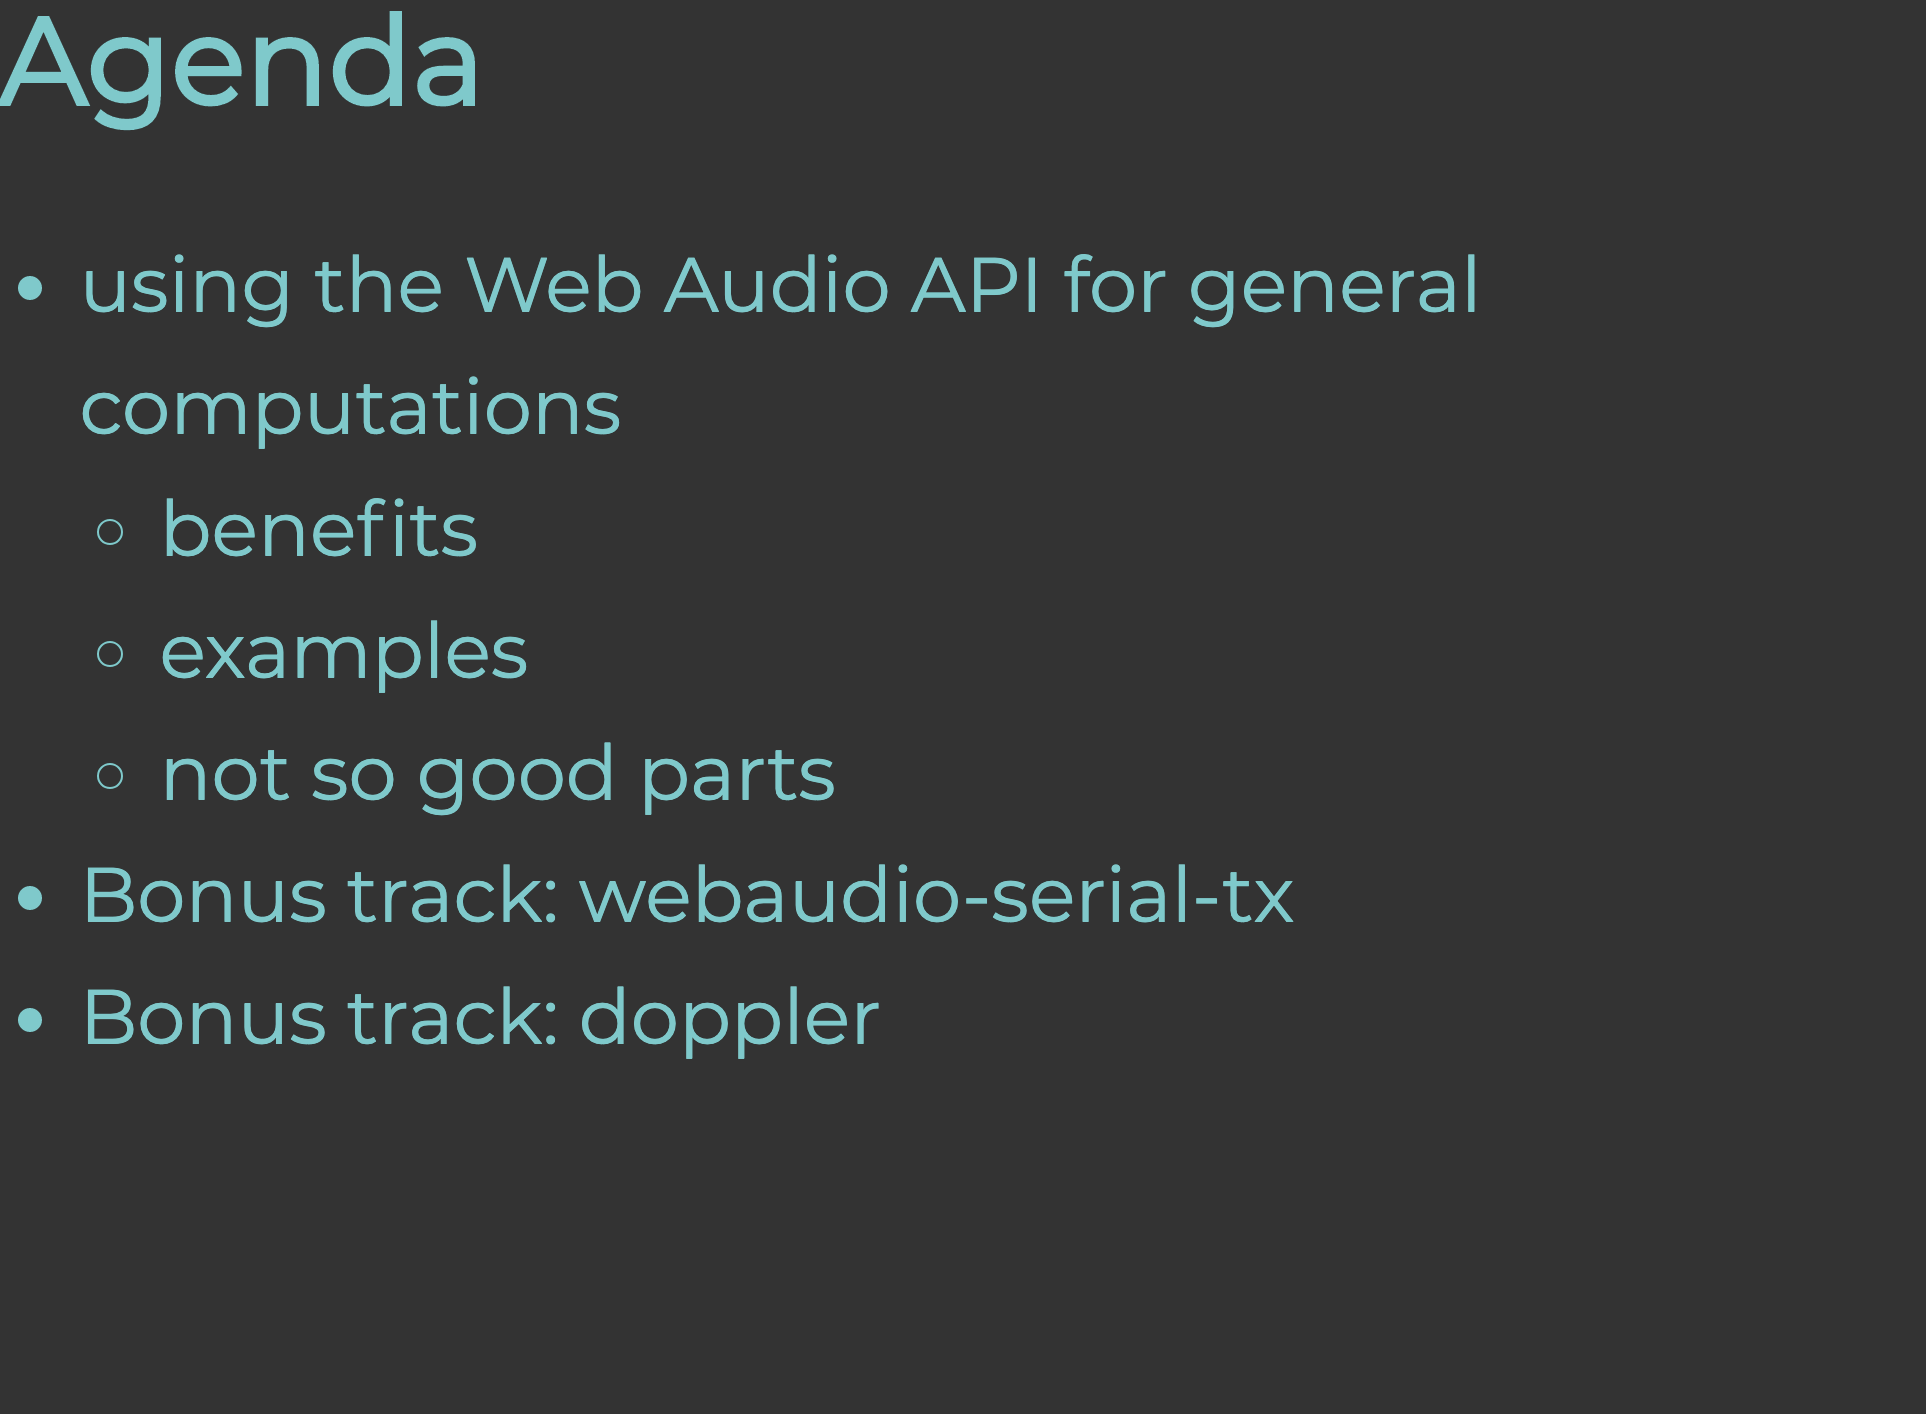 Agenda
• using the Web Audio API for general
computations
○ benefits
○ examples
○ not so good parts
• Bonus track: webaudio-serial-tx
• Bonus track: doppler